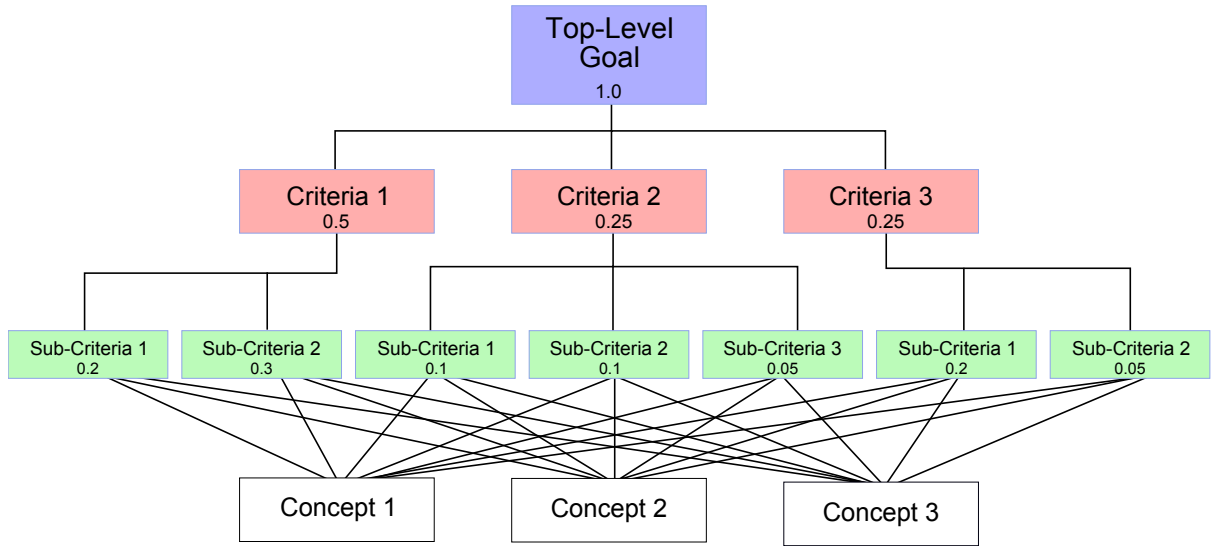 Top-Level
Goal
1.0
Criteria 1
0.5
Criteria 2
0.25
Criteria 3
0.25
Sub-Criteria 1
0.2
Sub-Criteria 2
0.3
Sub-Criteria 1
0.1
Sub-Criteria 2
0.1
Sub-Criteria 3
0.05
Sub-Criteria 1
0.2
Sub-Criteria 2
0.05
Concept 1
Concept 2
Concept 3